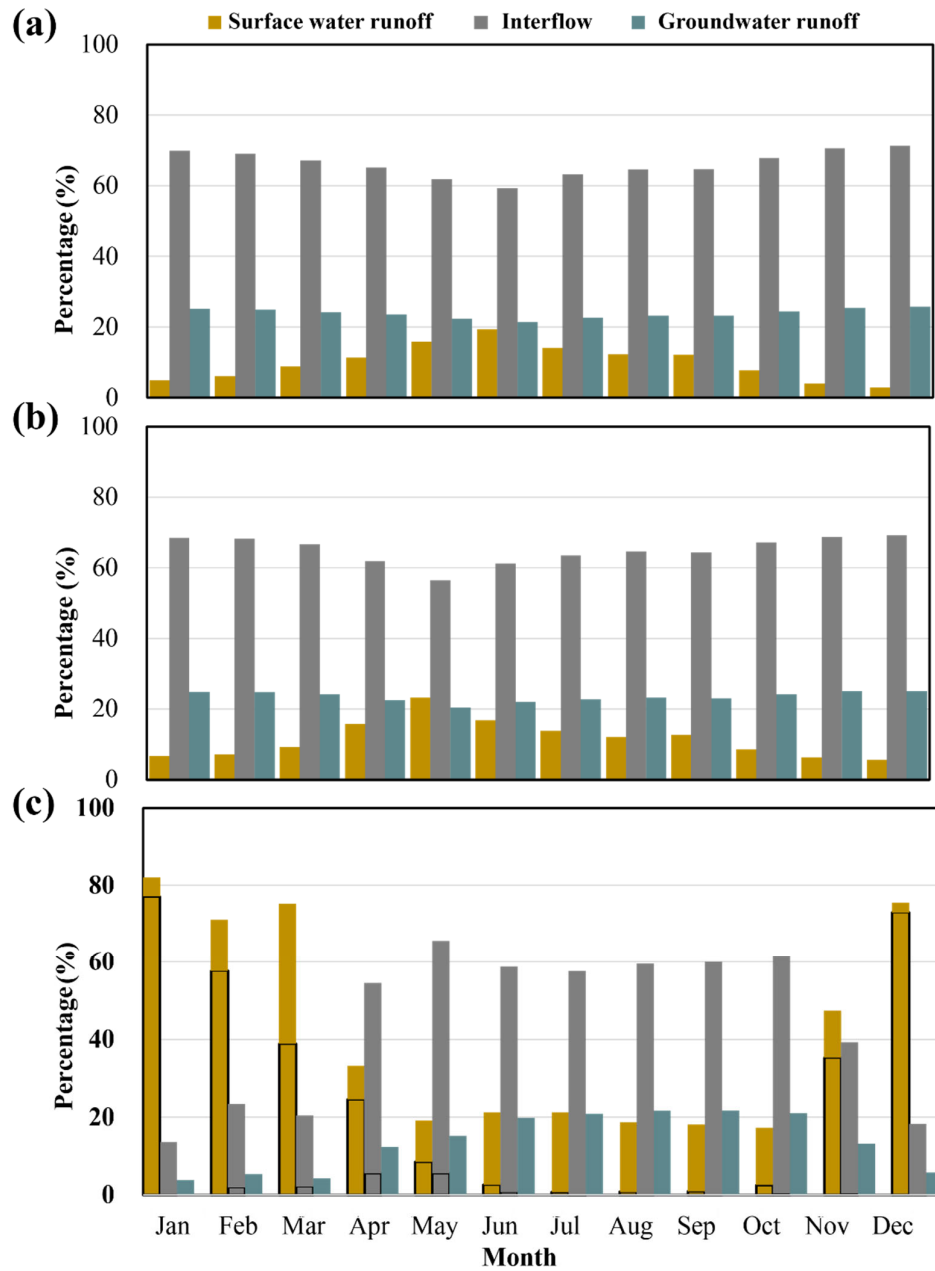 (a)
Surface water runoff Interflow Groundwater runoff
100
80
60
40
20
0
Percentage (%)
(b)
100
80
60
40
20
0
Percentage (%)
(c)
100
80
60
40
20
0
Percentage (%)
Jan Feb Mar Apr May Jun Jul Aug Sep Oct Nov Dec
Month